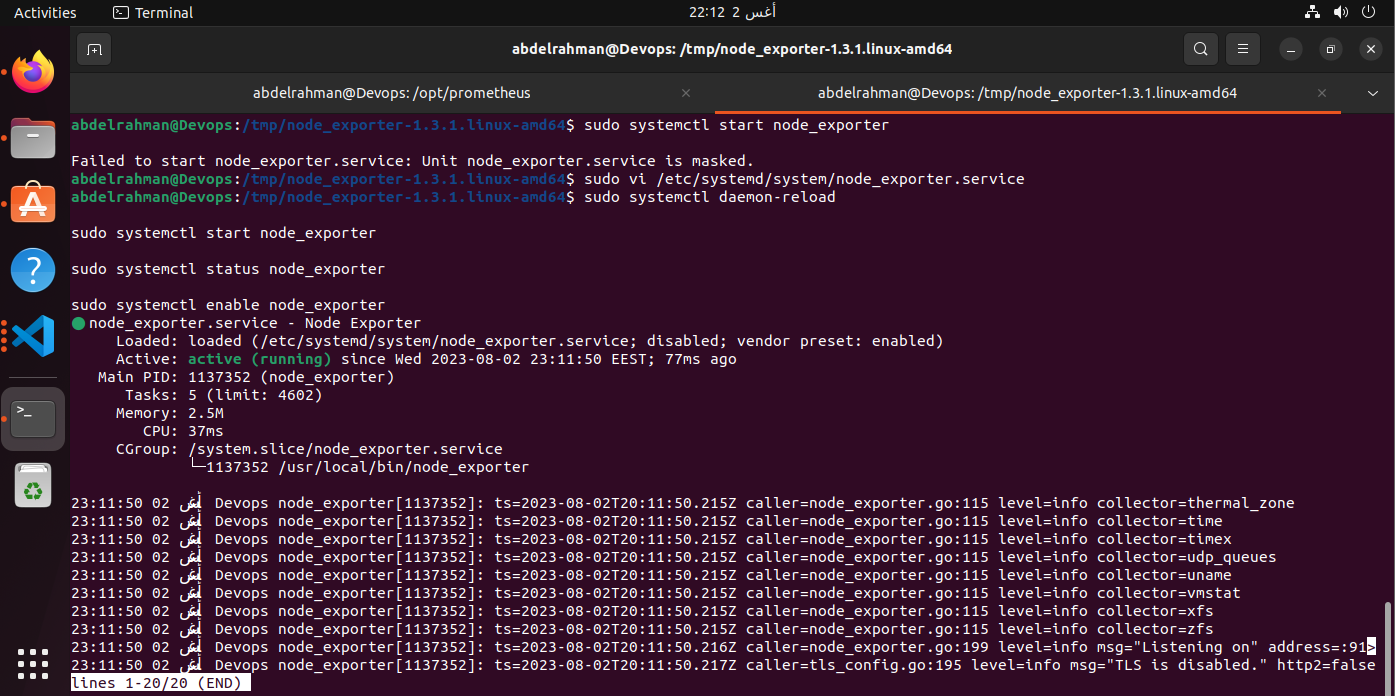 Activities
Terminal
22:12 2 أغس
abdelrahman@Devops: /tmp/node_exporter-1.3.1.linux-amd64
abdelrahman@Devops: /opt/prometheus
abdelrahman@Devops: /tmp/node_exporter-1.3.1.linux-amd64
abdelrahman@Devops:/tmp/node_exporter-1.3.1.linux-amd64$ sudo systemctl start node_exporter
Failed to start node_exporter.service: Unit node_exporter.service is masked.
abdelrahman@Devops:/tmp/node_exporter-1.3.1.linux-amd64$ sudo vi /etc/systemd/system/node_exporter.service
abdelrahman@Devops:/tmp/node_exporter-1.3.1.linux-amd64$ sudo systemctl daemon-reload
sudo systemctl start node_exporter
sudo systemctl status node_exporter
sudo systemctl enable node_exporter
node_exporter.service - Node Exporter
Loaded: loaded (/etc/systemd/system/node_exporter.service; disabled; vendor preset: enabled)
Active: active (running) since Wed 2023-08-02 23:11:50 EEST; 77ms ago
Main PID: 1137352 (node_exporter)
Tasks: 5 (limit: 4602)
Memory: 2.5M
CPU: 37ms
CGroup: /system.slice/node_exporter.service
└─1137352 /usr/local/bin/node_exporter
23:11:50 02 أغس Devops node_exporter[1137352]: ts=2023-08-02T20:11:50.215Z caller=node_exporter.go:115 level=info collector=thermal_zone
23:11:50 02 أغس Devops node_exporter[1137352]: ts=2023-08-02T20:11:50.215Z caller=node_exporter.go:115 level=info collector=time
23:11:50 02 أغس Devops node_exporter[1137352]: ts=2023-08-02T20:11:50.215Z caller=node_exporter.go:115 level=info collector=timex
23:11:50 02 أغس Devops node_exporter[1137352]: ts=2023-08-02T20:11:50.215Z caller=node_exporter.go:115 level=info collector=udp_queues
23:11:50 02 أغس Devops node_exporter[1137352]: ts=2023-08-02T20:11:50.215Z caller=node_exporter.go:115 level=info collector=uname
23:11:50 02 أغس Devops node_exporter[1137352]: ts=2023-08-02T20:11:50.215Z caller=node_exporter.go:115 level=info collector=vmstat
23:11:50 02 أغس Devops node_exporter[1137352]: ts=2023-08-02T20:11:50.215Z caller=node_exporter.go:115 level=info collector=xfs
23:11:50 02 أغس Devops node_exporter[1137352]: ts=2023-08-02T20:11:50.215Z caller=node_exporter.go:115 level=info collector=zfs
23:11:50 02 أغس Devops node_exporter[1137352]: ts=2023-08-02T20:11:50.216Z caller=node_exporter.go:199 level=info msg="Listening on" address=:91>
23:11:50 02 أغس Devops node_exporter[1137352]: ts=2023-08-02T20:11:50.217Z caller=tls_config.go:195 level=info msg="TLS is disabled." http2=false
lines 1-20/20 (END)